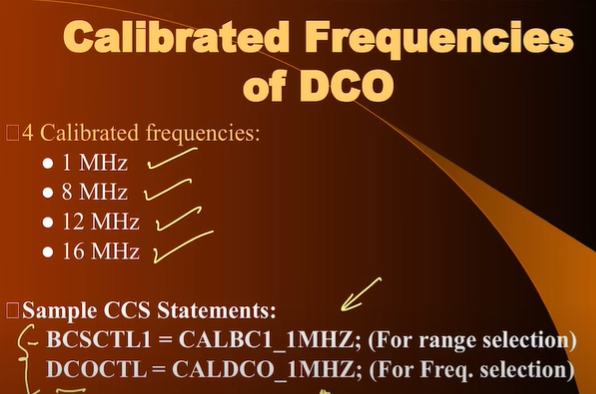 Calibrated Frequencies
of DCO
4 Calibrated frequencies:
• 1 MHz
• 8 MHz
• 12 MHz
• 16 MHz
Sample CCS Statements:
BCSCTL1 = CALBC1_1MHZ; (For range selection)
DCOCTL = CALDCO_1MHZ; (For Freq. selection)